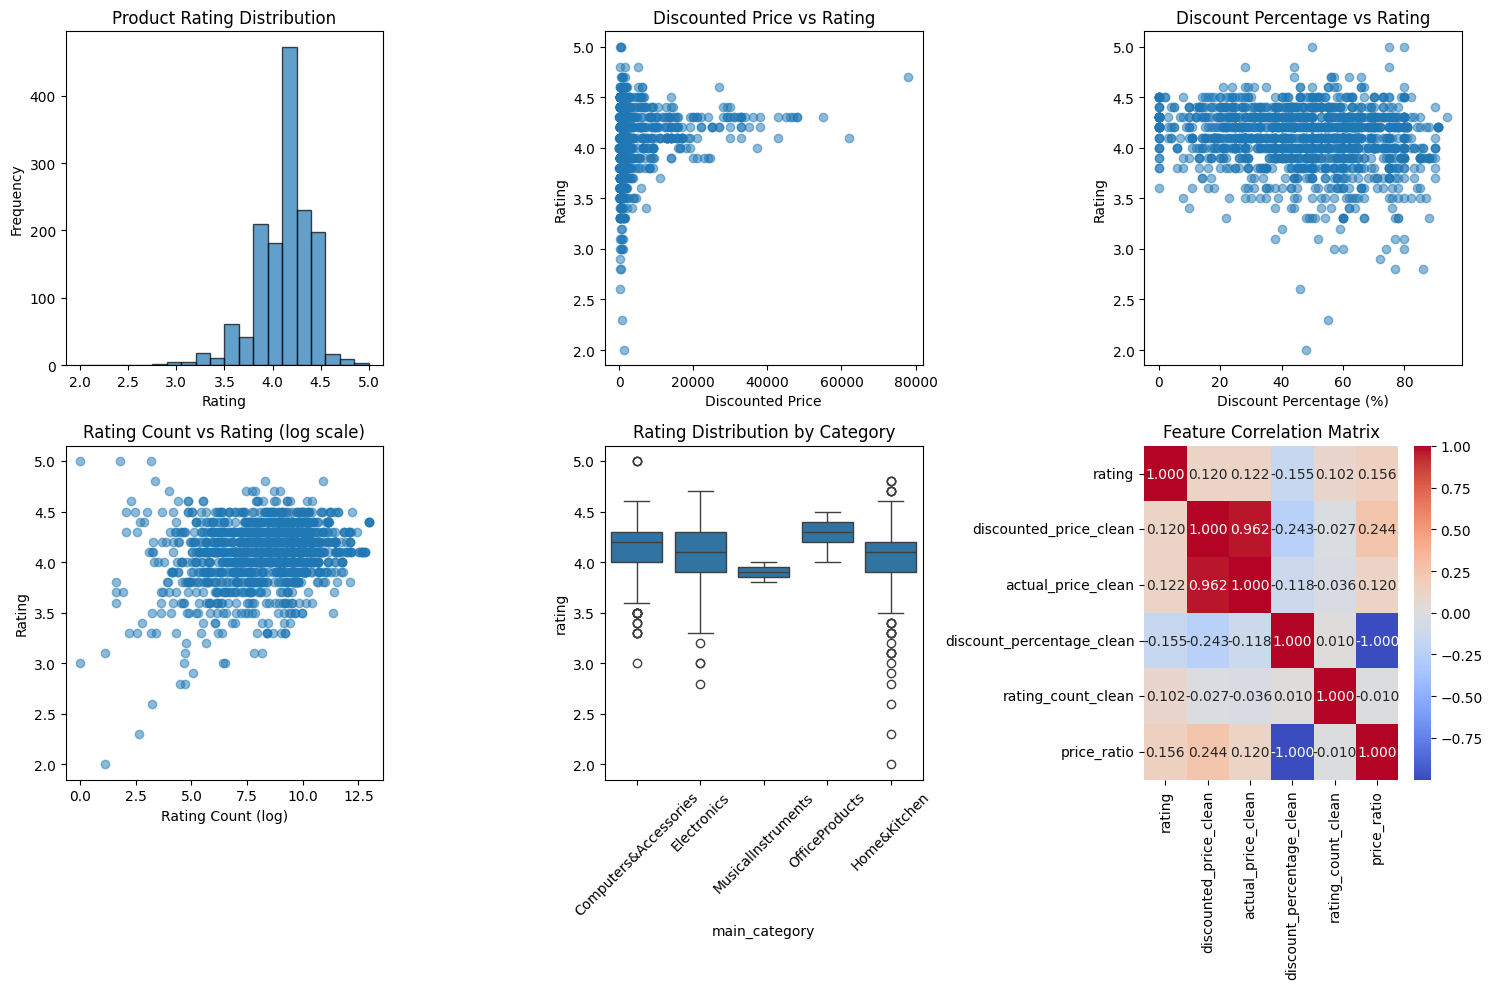 Product Rating Distribution
Frequency
400
300
200
100
0
2.0 2.5 3.0 3.5 4.0 4.5 5.0
Rating
Discounted Price vs Rating
Rating
5.0
4.5
4.0
3.5
3.0
2.5
2.0
0 20000 40000 60000 80000
Discounted Price
Discount Percentage vs Rating
Rating
5.0
4.5
4.0
3.5
3.0
2.5
2.0
0 20 40 60 80
Discount Percentage (%)
Rating Count vs Rating (log scale)
Rating
5.0
4.5
4.0
3.5
3.0
2.5
2.0
0.0 2.5 5.0 7.5 10.0 12.5
Rating Count (log)
Rating Distribution by Category
rating
5.0
4.5
4.0
3.5
3.0
2.5
2.0
Computers&Accessories
Electronics
MusicalInstruments
OfficeProducts
Home&Kitchen
main_category
Feature Correlation Matrix
rating 1.000 0.120 0.122 -0.155 0.102 0.156
discounted_price_clean 0.120 1.000 0.962 -0.243 -0.027 0.244
actual_price_clean 0.122 0.962 1.000 -0.118 -0.036 0.120
discount_percentage_clean -0.155 -0.243 -0.118 1.000 0.010 -1.000
rating_count_clean 0.102 -0.027 -0.036 0.010 1.000 -0.010
price_ratio 0.156 0.244 0.120 -1.000 -0.010 1.000
rating
discounted_price_clean
actual_price_clean
discount_percentage_clean
rating_count_clean
price_ratio
1.00
0.75
0.50
0.25
0.00
−0.25
−0.50
−0.75